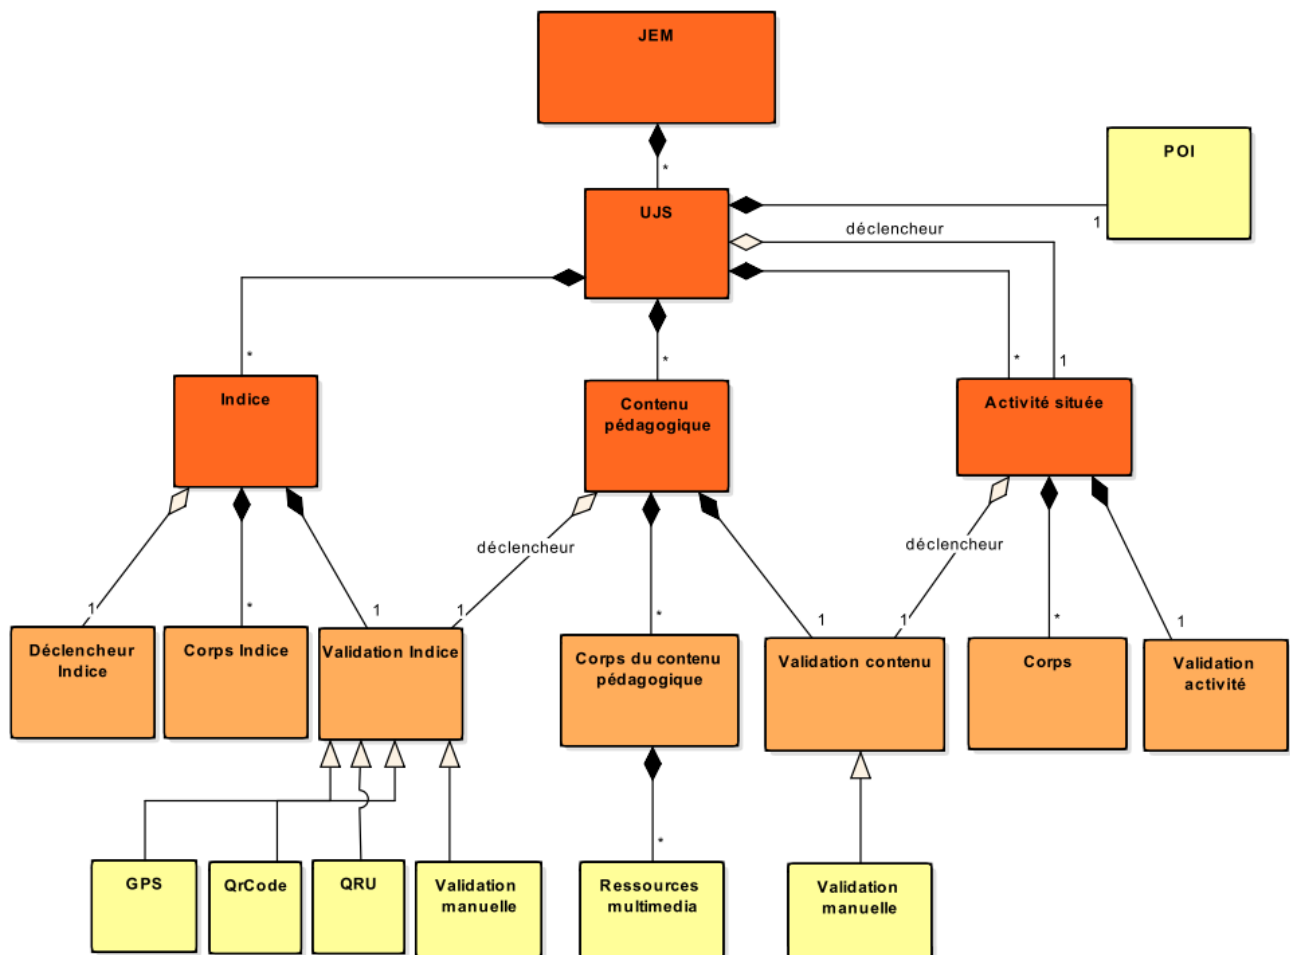 JEM
*
POI
UJS
1
déclencheur
*
*
*
1
Indice
Contenu
pédagogique
Activité située
déclencheur
déclencheur
1
*
1
1
*
1
1
*
1
Déclencheur
Indice
Corps Indice
Validation Indice
Corps du contenu
pédagogique
Validation contenu
Corps
Validation
activité
*
GPS
QrCode
QRU
Validation
manuelle
Ressources
multimedia
Validation
manuelle